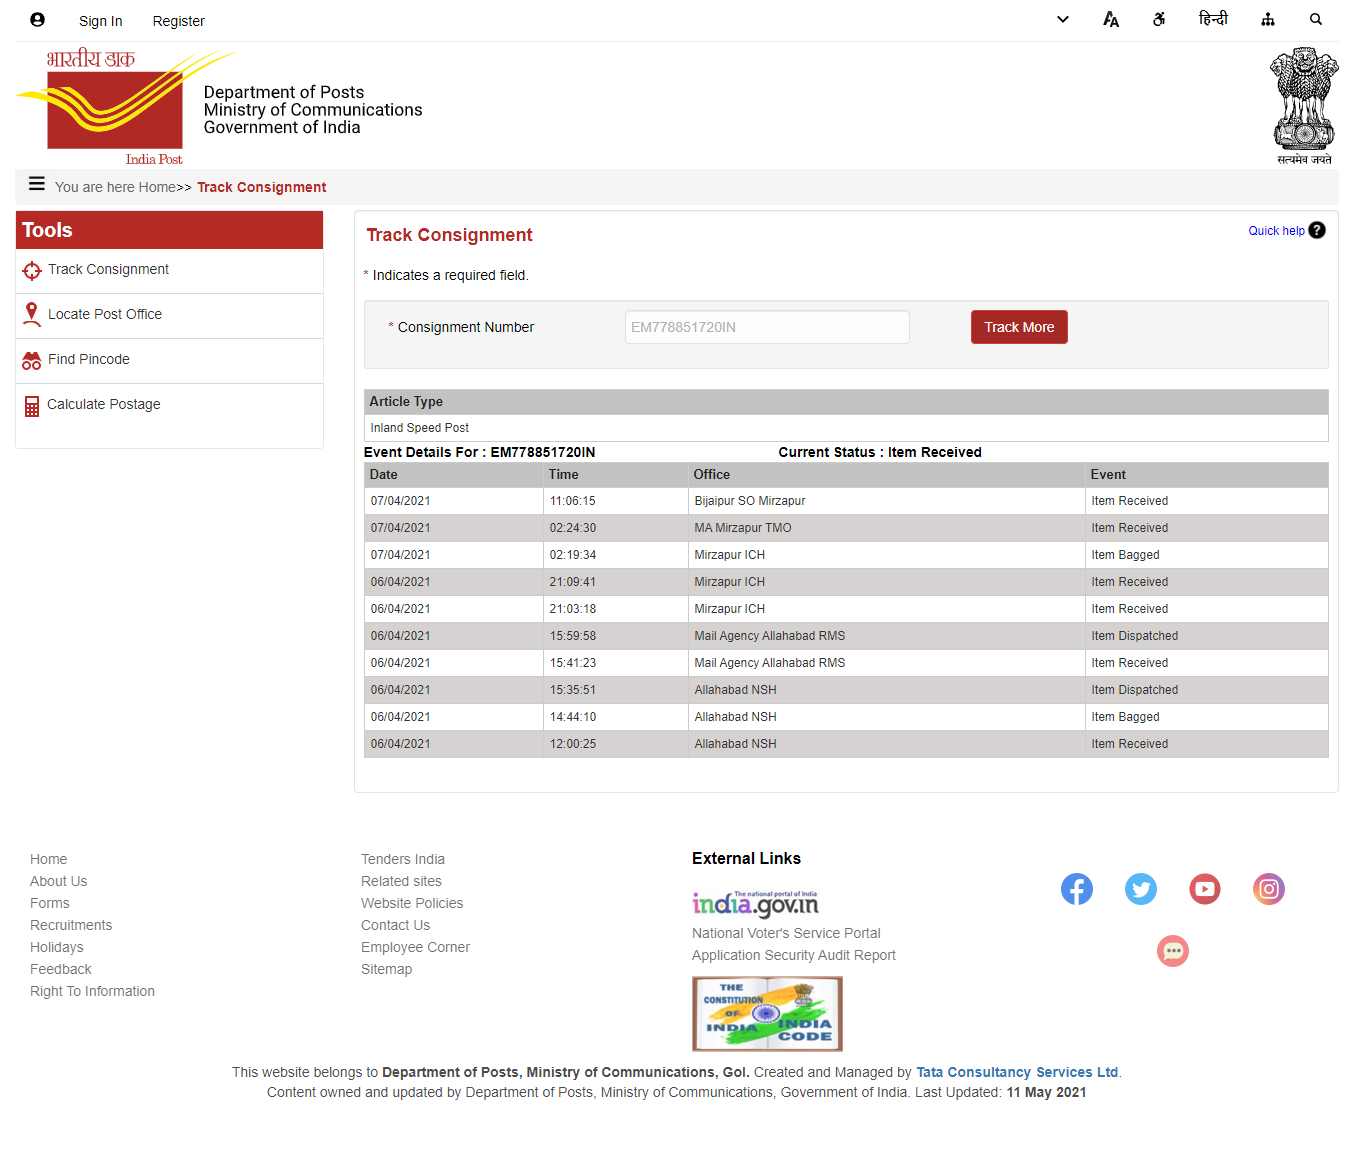 Sign In Register हिन्दी
भारतीय डाक
India Post
Department of Posts
Ministry of Communications
Government of India
सत्यमेव जयते
You are here Home>> Track Consignment
Tools
Track Consignment
Locate Post Office
Find Pincode
Calculate Postage
Track Consignment
Quick help ?
* Indicates a required field.
* Consignment Number EM778851720IN Track More
Article Type
Inland Speed Post
Event Details For : EM778851720IN Current Status : Item Received
Date Time Office Event
07/04/2021 11:06:15 Bijaipur SO Mirzapur Item Received
07/04/2021 02:24:30 MA Mirzapur TMO Item Received
07/04/2021 02:19:34 Mirzapur ICH Item Bagged
06/04/2021 21:09:41 Mirzapur ICH Item Received
06/04/2021 21:03:18 Mirzapur ICH Item Received
06/04/2021 15:59:58 Mail Agency Allahabad RMS Item Dispatched
06/04/2021 15:41:23 Mail Agency Allahabad RMS Item Received
06/04/2021 15:35:51 Allahabad NSH Item Dispatched
06/04/2021 14:44:10 Allahabad NSH Item Bagged
06/04/2021 12:00:25 Allahabad NSH Item Received
Home
About Us
Forms
Recruitments
Holidays
Feedback
Right To Information
Tenders India
Related sites
Website Policies
Contact Us
Employee Corner
Sitemap
External Links
The national portal of India
india.gov.in
National Voter's Service Portal
Application Security Audit Report
THE
CONSTITUTION
OF
INDIA
INDIA
CODE
This website belongs to Department of Posts, Ministry of Communications, GoI. Created and Managed by Tata Consultancy Services Ltd.
Content owned and updated by Department of Posts, Ministry of Communications, Government of India. Last Updated: 11 May 2021